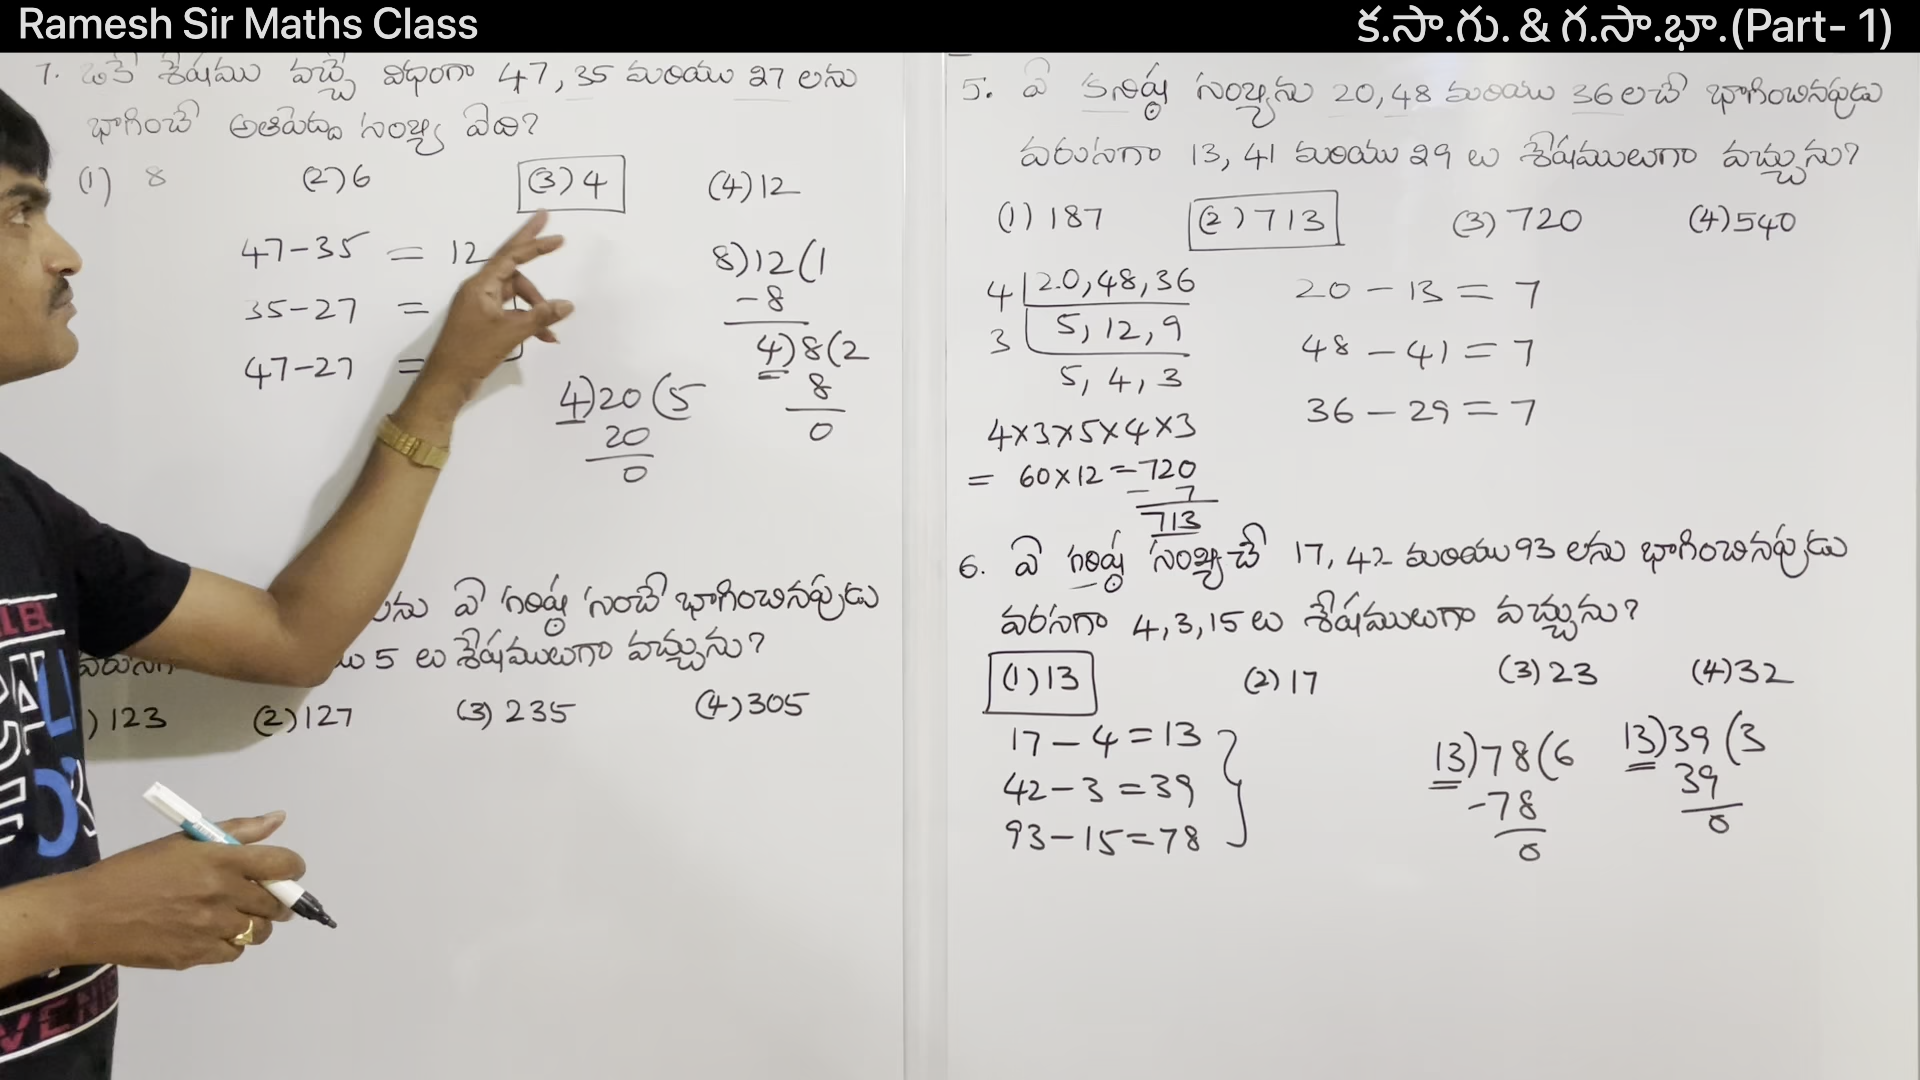 Ramesh Sir Maths Class
క.సా.గు. & గ.సా.భా.(Part- 1)
7. ఒకే శేషము వచ్చే విధంగా 47, 35 మరియు 27 లను
భాగించే అతిపెద్ద సంఖ్య ఏది?
(1) 8 (2) 6 (3) 4 (4) 12
47-35 = 12
35-27 =
47-27 =
8)12(1
-8
4)8(2
8
0
4)20(5
20
0
లను ఏ గరిష్ఠ సంచే భాగించినప్పుడు
వరుసగా 5 లు శేషములుగా వచ్చును?
) 123 (2) 127 (3) 235 (4) 305
5. ఏ కనిష్ఠ సంఖ్యను 20, 48 మరియు 36 లచే భాగించినపుడు
వరుసగా 13, 41 మరియు 29 లు శేషములుగా వచ్చును?
(1) 187 (2) 713 (3) 720 (4) 540
4 20, 48, 36
3 5, 12, 9
5, 4, 3
4×3×5×4×3
= 60×12 = 720
- 7
713
20 - 13 = 7
48 - 41 = 7
36 - 29 = 7
6. ఏ గరిష్ఠ సంఖ్యచే 17, 42 మరియు 93 లను భాగించినప్పుడు
వరసగా 4, 3, 15 లు శేషములుగా వచ్చును?
(1) 13 (2) 17 (3) 23 (4) 32
17 - 4 = 13
42 - 3 = 39
93 - 15 = 78
13)78(6
-78
0
13)39(3
39
0